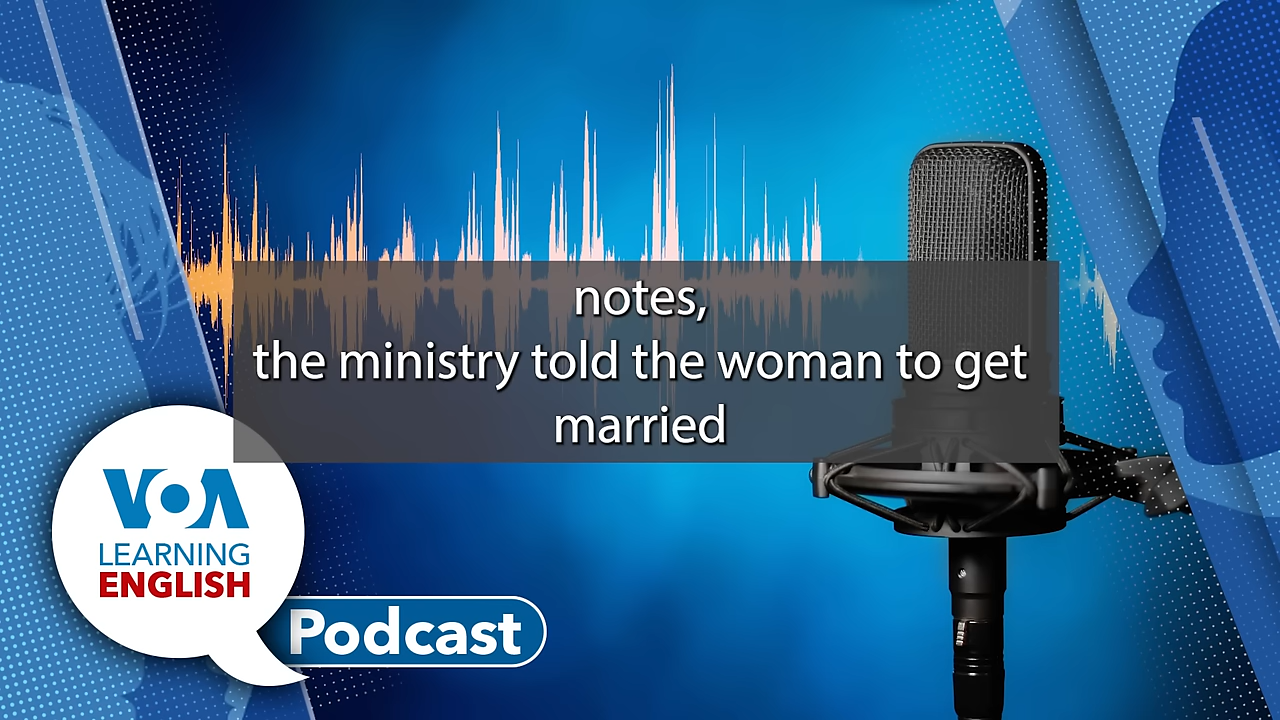 notes,
the ministry told the woman to get
married
VOA
LEARNING
ENGLISH
Podcast